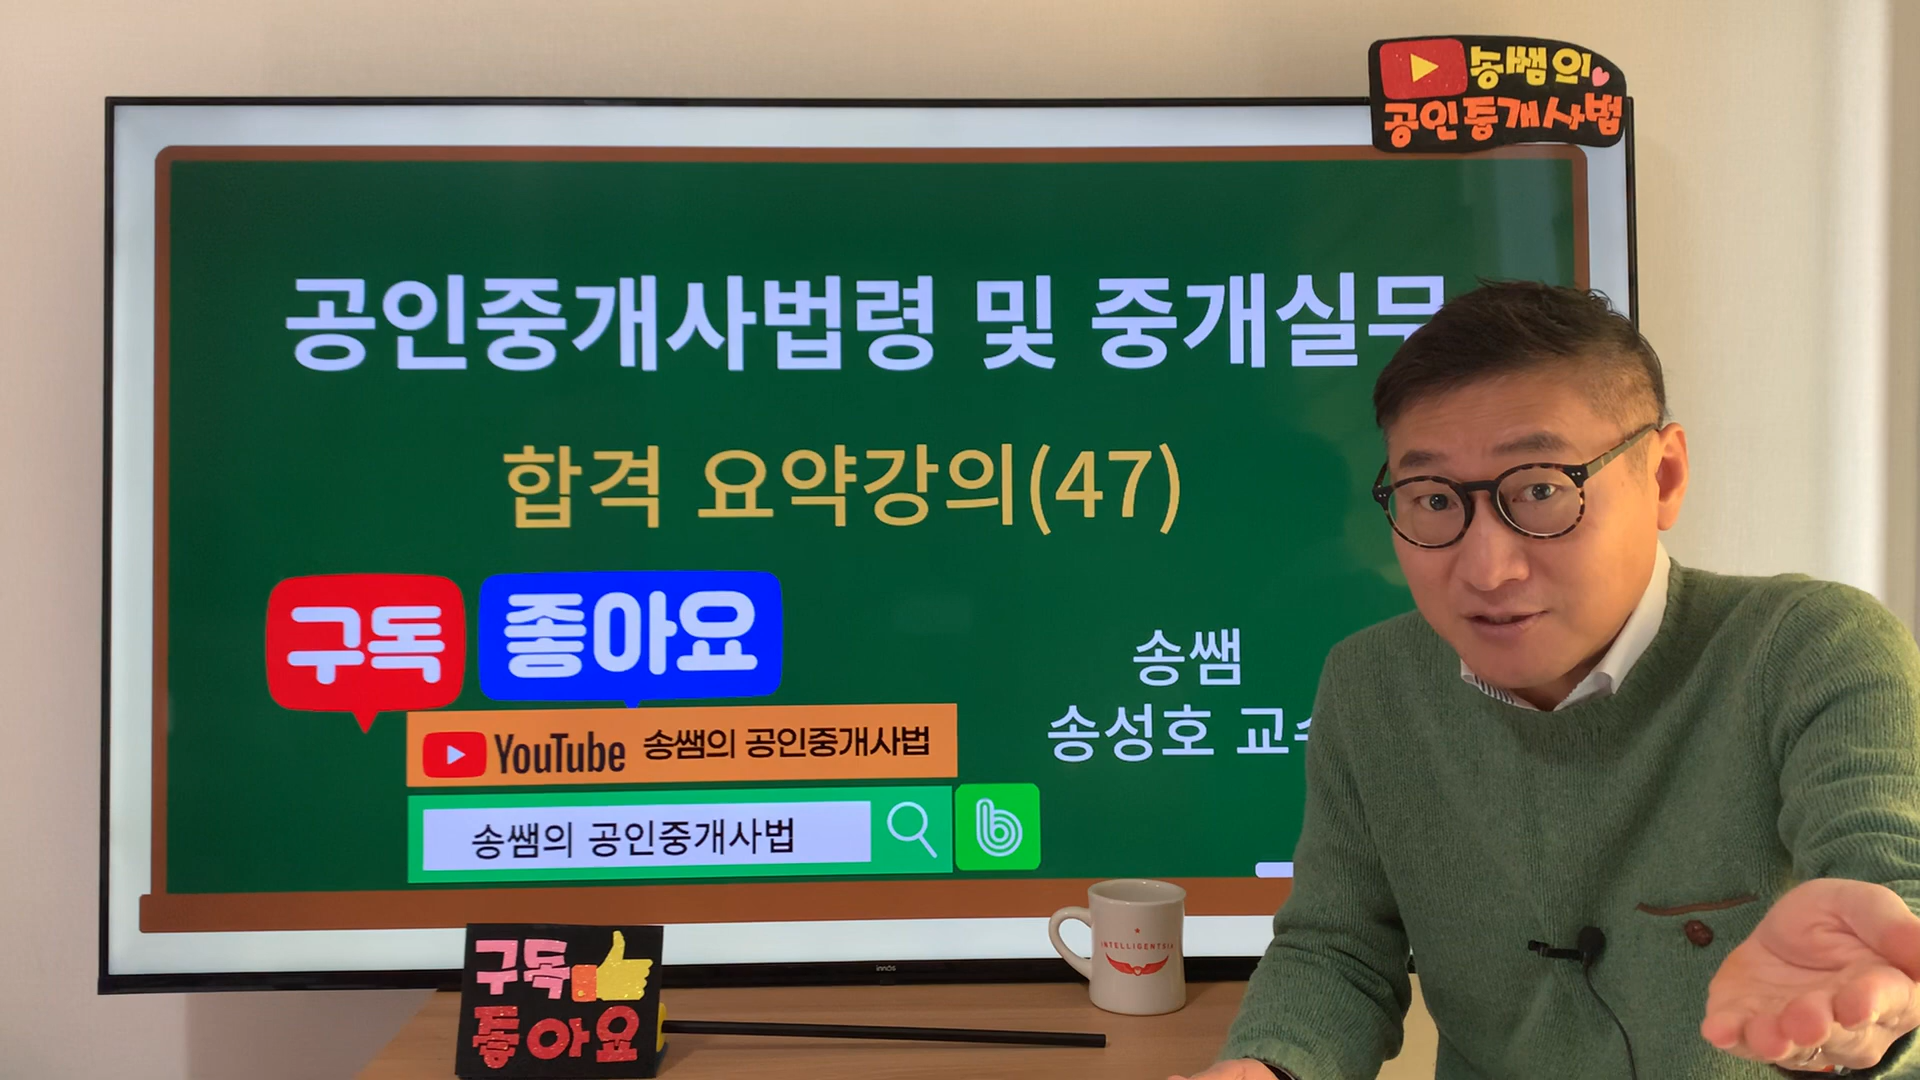 송쌤의
공인중개사법
공인중개사법령 및 중개실무
합격 요약강의(47)
구독
좋아요
송쌤
송성호 교수
YouTube 송쌤의 공인중개사법
송쌤의 공인중개사법
b
INTELLIGENTSIA
innos
구독
좋아요